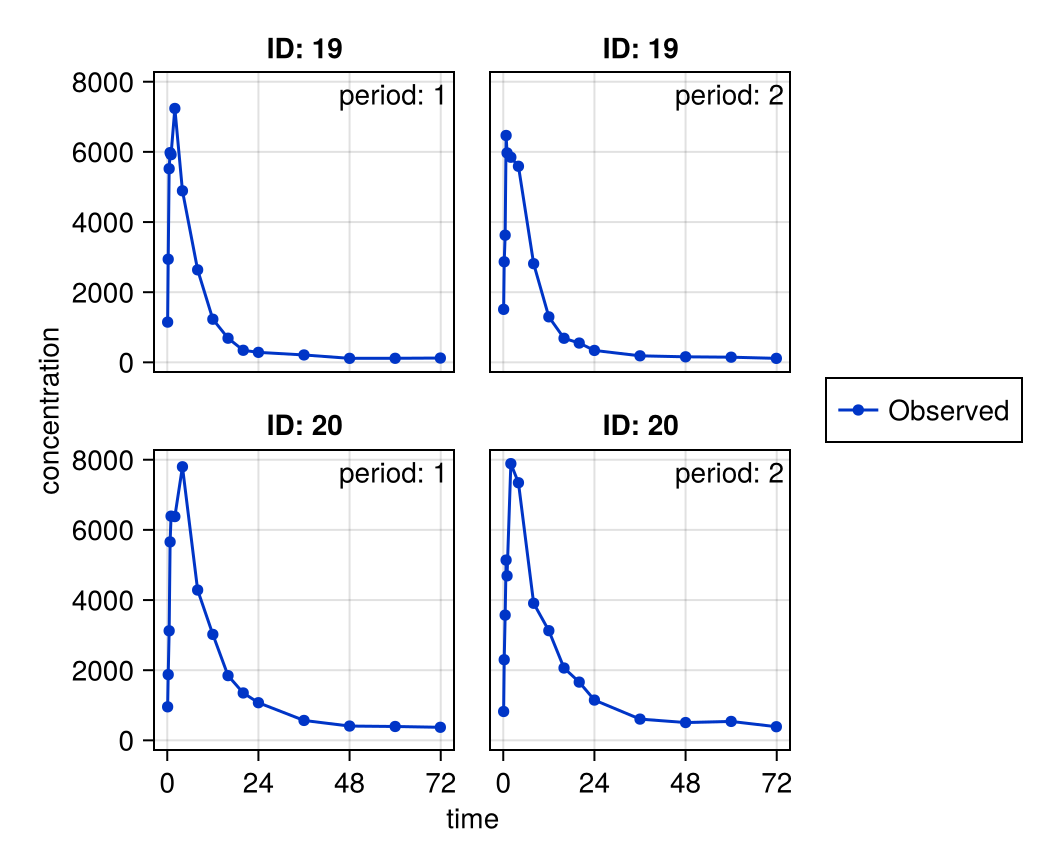 ID: 19
ID: 19
period: 1
period: 2
8000
6000
4000
2000
0
concentration
Observed
ID: 20
ID: 20
period: 1
period: 2
8000
6000
4000
2000
0
0 24 48 72
0 24 48 72
time